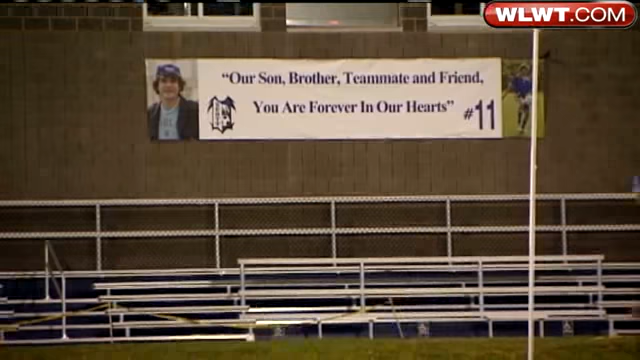 WLWT.COM
"Our Son, Brother, Teammate and Friend,
You Are Forever In Our Hearts"
#11